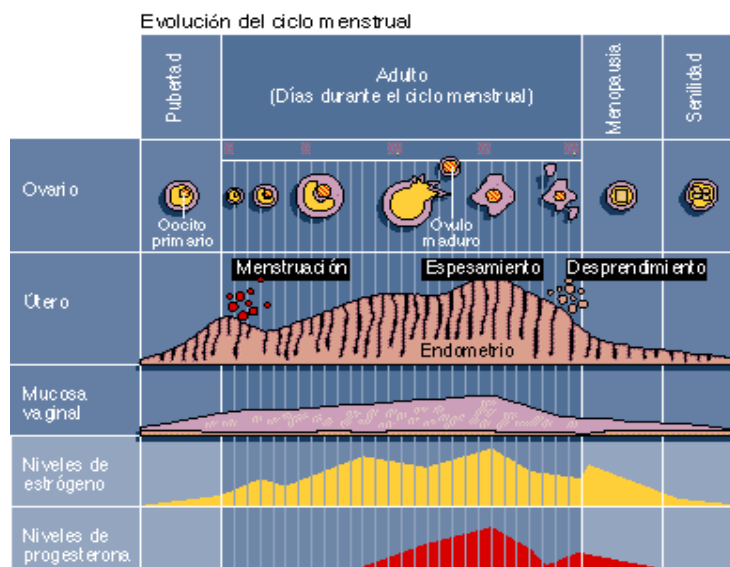 Evolución del ciclo menstrual
Pubertad
Adulto
(Días durante el ciclo menstrual)
Menopausia
Senilidad
Ovario
Oocito
primario
Óvulo
maduro
Menstruación
Espesamiento
Desprendimiento
Útero
Endometrio
Mucosa
vaginal
Niveles de
estrógeno
Niveles de
progesterona